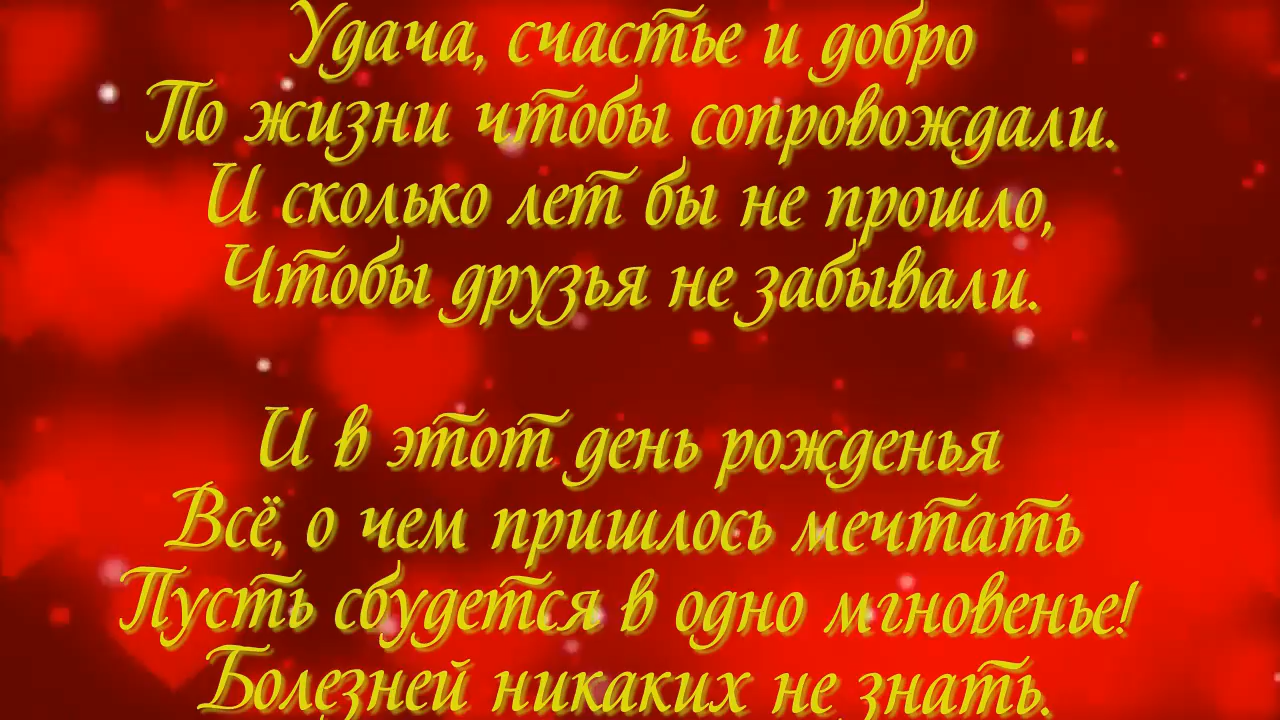 Удача, счастье и добро
По жизни чтобы сопровождали.
И сколько лет бы не прошло,
Чтобы друзья не забывали.
И в этот день рожденья
Всё, о чем пришлось мечтать
Пусть сбудется в одно мгновенье!
Болезней никаких не знать.